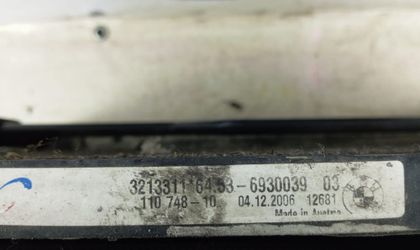 3213311 64.53-6930039 03
110 748-10 04.12.2006 12681
Made in Austria